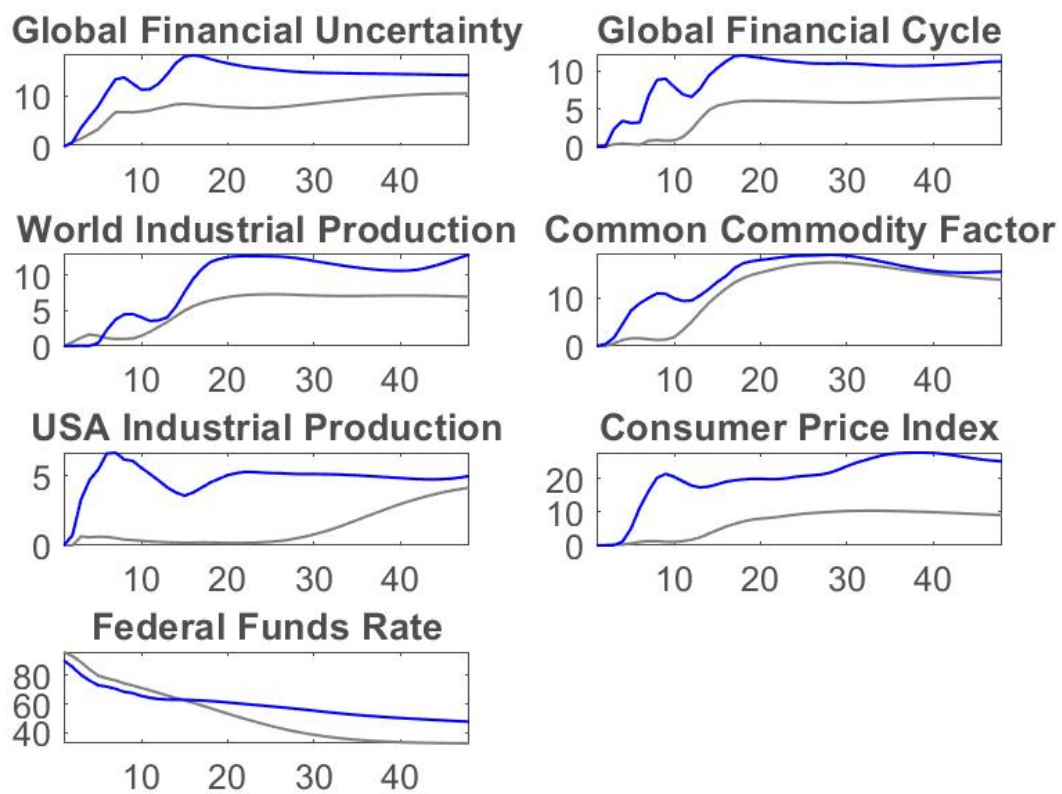 Global Financial Uncertainty
10
0
10 20 30 40
Global Financial Cycle
10
5
0
10 20 30 40
World Industrial Production
10
5
0
10 20 30 40
Common Commodity Factor
10
0
10 20 30 40
USA Industrial Production
5
0
10 20 30 40
Consumer Price Index
20
10
0
10 20 30 40
Federal Funds Rate
80
60
40
10 20 30 40